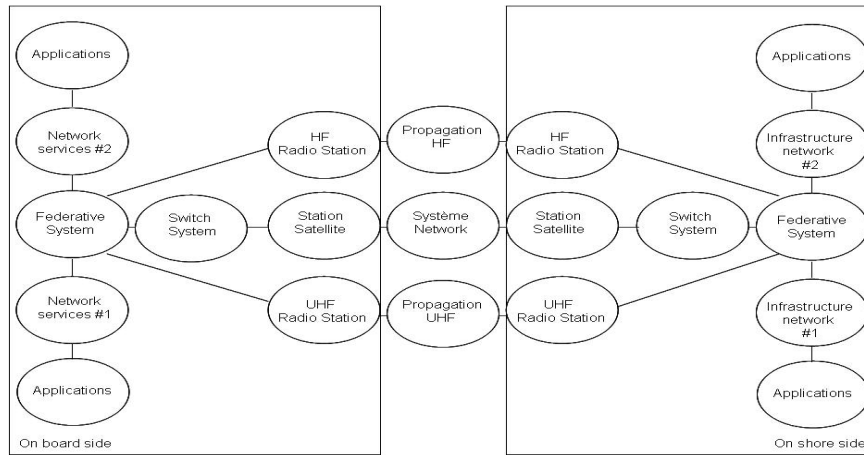 Applications
Applications
Network
services #2
HF
Radio Station
Propagation
HF
HF
Radio Station
Infrastructure
network
#2
Federative
System
Switch
System
Station
Satellite
Système
Network
Station
Satellite
Switch
System
Federative
System
Network
services #1
UHF
Radio Station
Propagation
UHF
UHF
Radio Station
Infrastructure
network
#1
Applications
Applications
On board side
On shore side